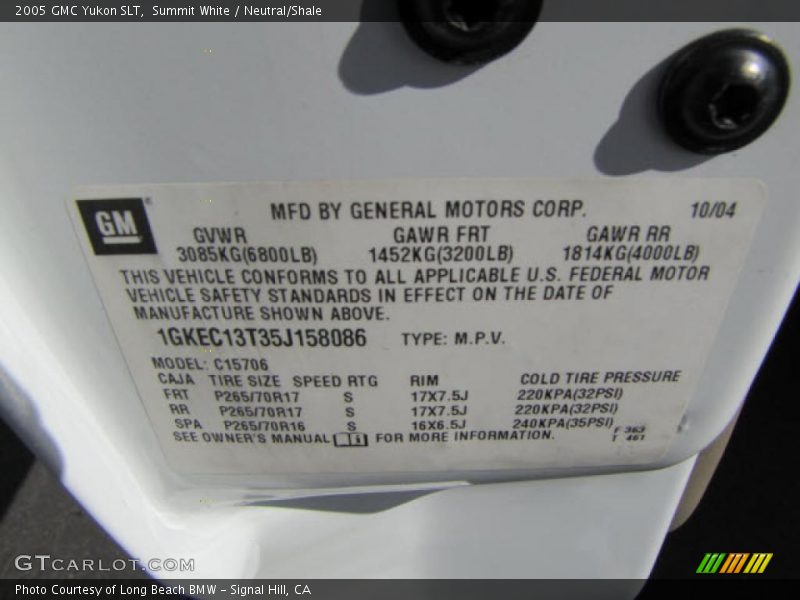 2005 GMC Yukon SLT,  Summit White / Neutral/Shale
GM
MFD BY GENERAL MOTORS CORP. 10/04
GVWR GAWR FRT GAWR RR
3085KG(6800LB) 1452KG(3200LB) 1814KG(4000LB)
THIS VEHICLE CONFORMS TO ALL APPLICABLE U.S. FEDERAL MOTOR
VEHICLE SAFETY STANDARDS IN EFFECT ON THE DATE OF
MANUFACTURE SHOWN ABOVE.
1GKEC13T35J158086 TYPE: M.P.V.
MODEL: C15706
CAJA TIRE SIZE SPEED RTG RIM COLD TIRE PRESSURE
FRT P265/70R17 S 17X7.5J 220KPA(32PSI)
RR P265/70R17 S 17X7.5J 220KPA(32PSI)
SPA P265/70R16 S 16X6.5J 240KPA(35PSI)
SEE OWNER'S MANUAL FOR MORE INFORMATION.
F 363
T 461
GTCARLOT.COM
Photo Courtesy of Long Beach BMW - Signal Hill, CA